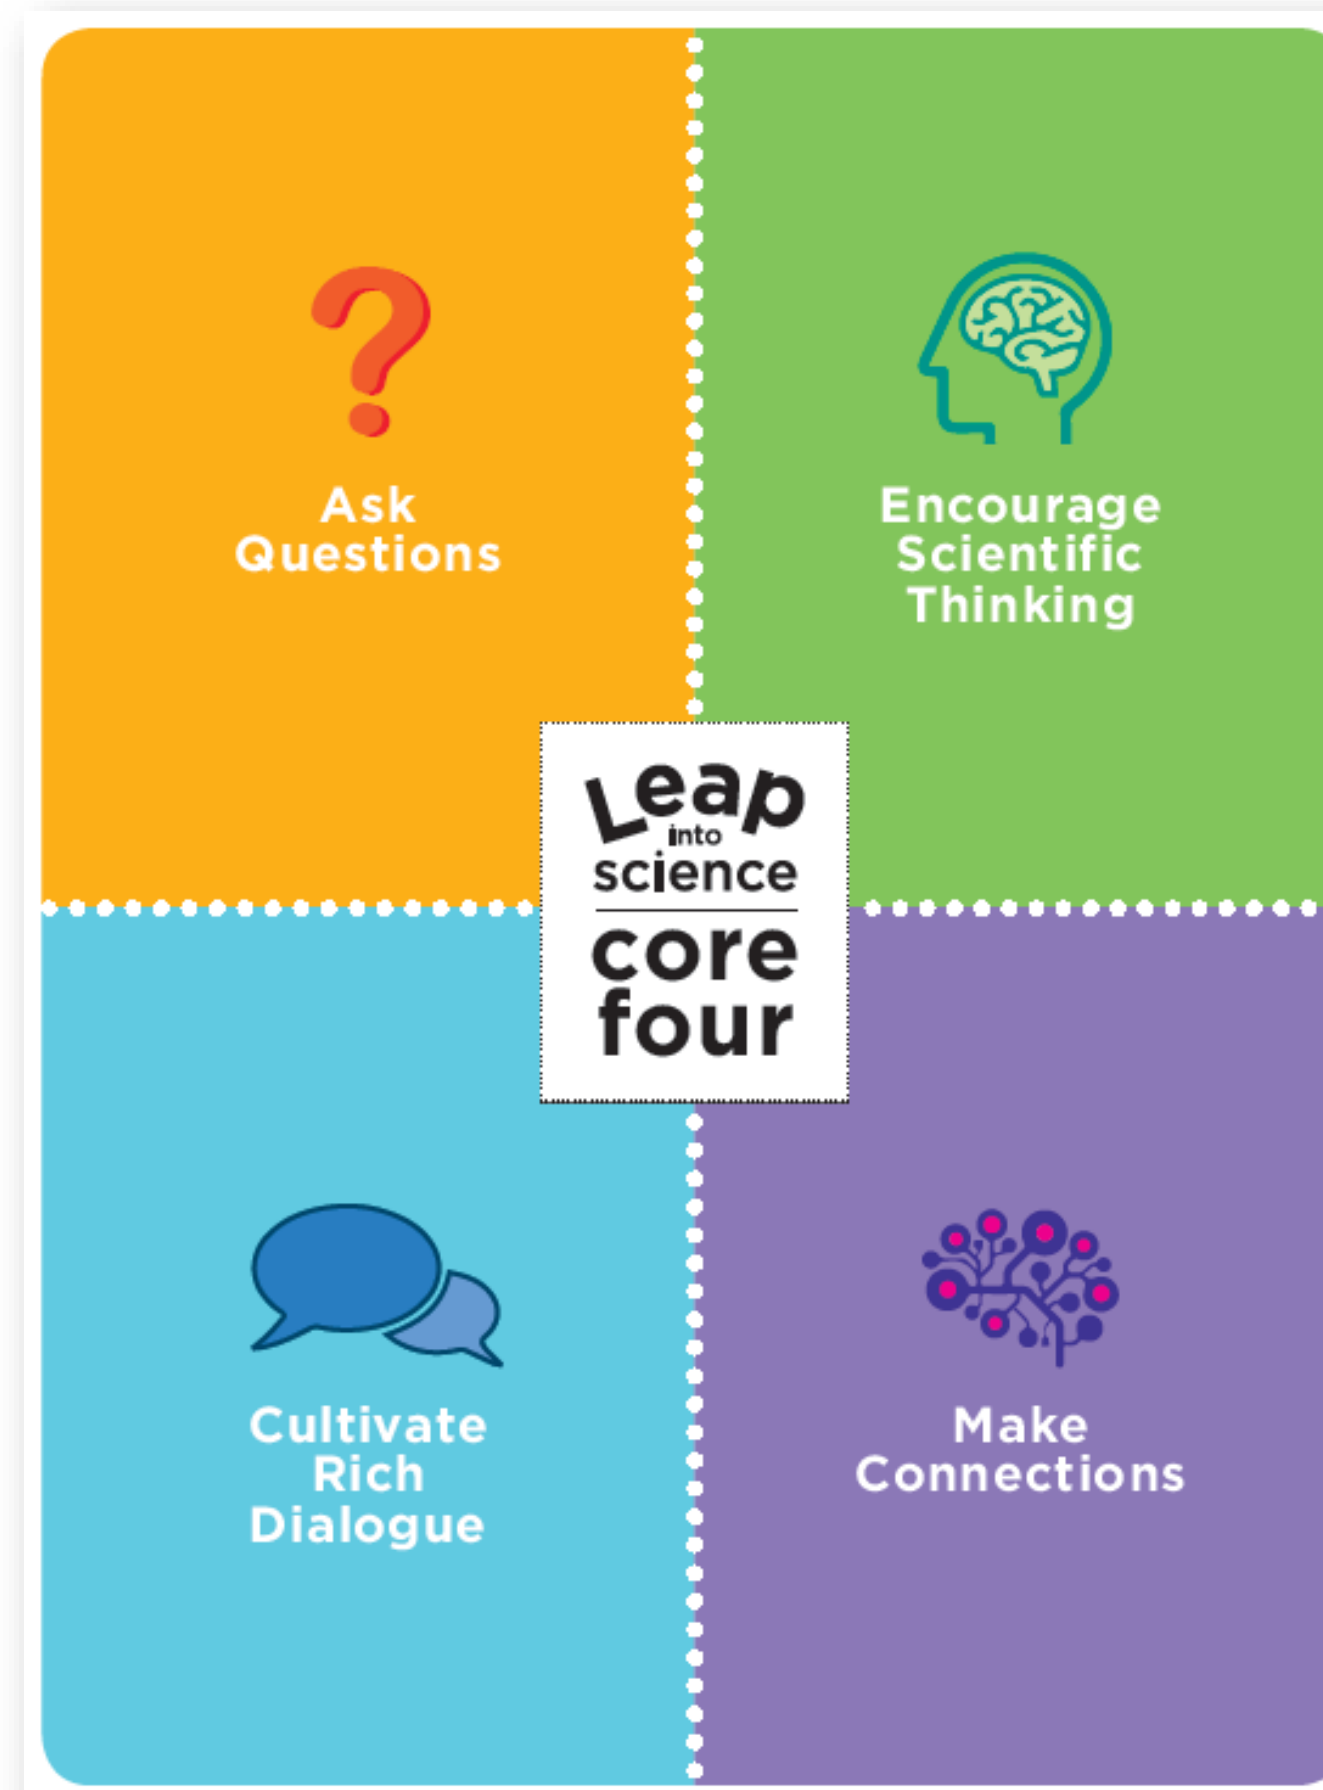 Ask
Questions
Encourage
Scientific
Thinking
Leap
into
science
core
four
Cultivate
Rich
Dialogue
Make
Connections